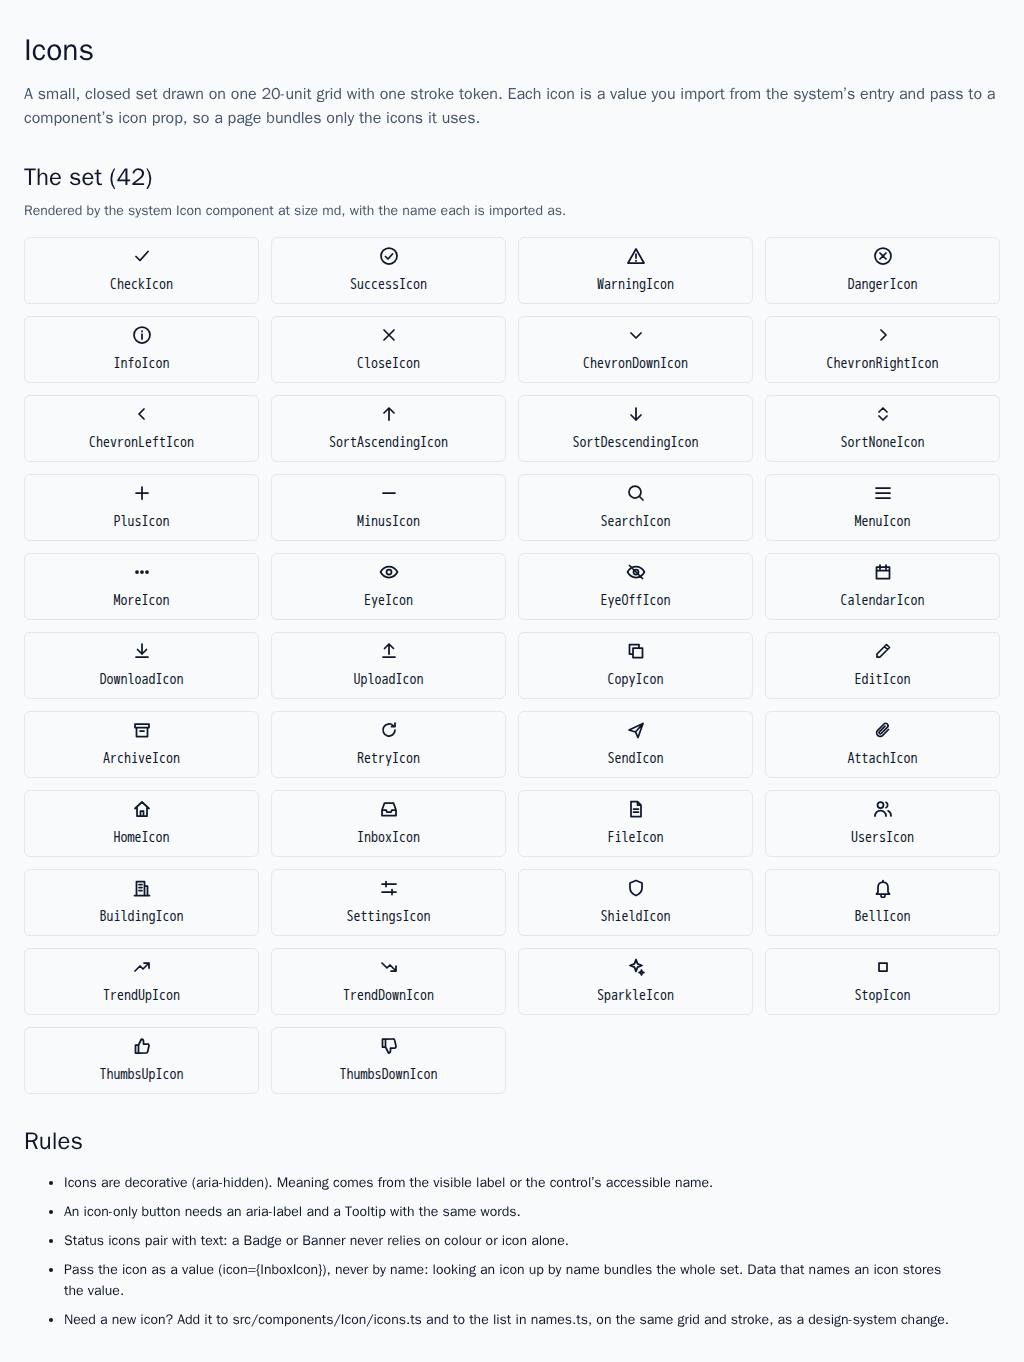 Icons
A small, closed set drawn on one 20-unit grid with one stroke token. Each icon is a value you import from the system's entry and pass to a
component's icon prop, so a page bundles only the icons it uses.
The set (42)
Rendered by the system Icon component at size md, with the name each is imported as.
CheckIcon
SuccessIcon
WarningIcon
DangerIcon
InfoIcon
CloseIcon
ChevronDownIcon
ChevronRightIcon
ChevronLeftIcon
SortAscendingIcon
SortDescendingIcon
SortNoneIcon
PlusIcon
MinusIcon
SearchIcon
MenuIcon
MoreIcon
EyeIcon
EyeOffIcon
CalendarIcon
DownloadIcon
UploadIcon
CopyIcon
EditIcon
ArchiveIcon
RetryIcon
SendIcon
AttachIcon
HomeIcon
InboxIcon
FileIcon
UsersIcon
BuildingIcon
SettingsIcon
ShieldIcon
BellIcon
TrendUpIcon
TrendDownIcon
SparkleIcon
StopIcon
ThumbsUpIcon
ThumbsDownIcon
Rules
• Icons are decorative (aria-hidden). Meaning comes from the visible label or the control's accessible name.
• An icon-only button needs an aria-label and a Tooltip with the same words.
• Status icons pair with text: a Badge or Banner never relies on colour or icon alone.
• Pass the icon as a value (icon={InboxIcon}), never by name: looking an icon up by name bundles the whole set. Data that names an icon stores
the value.
• Need a new icon? Add it to src/components/Icon/icons.ts and to the list in names.ts, on the same grid and stroke, as a design-system change.